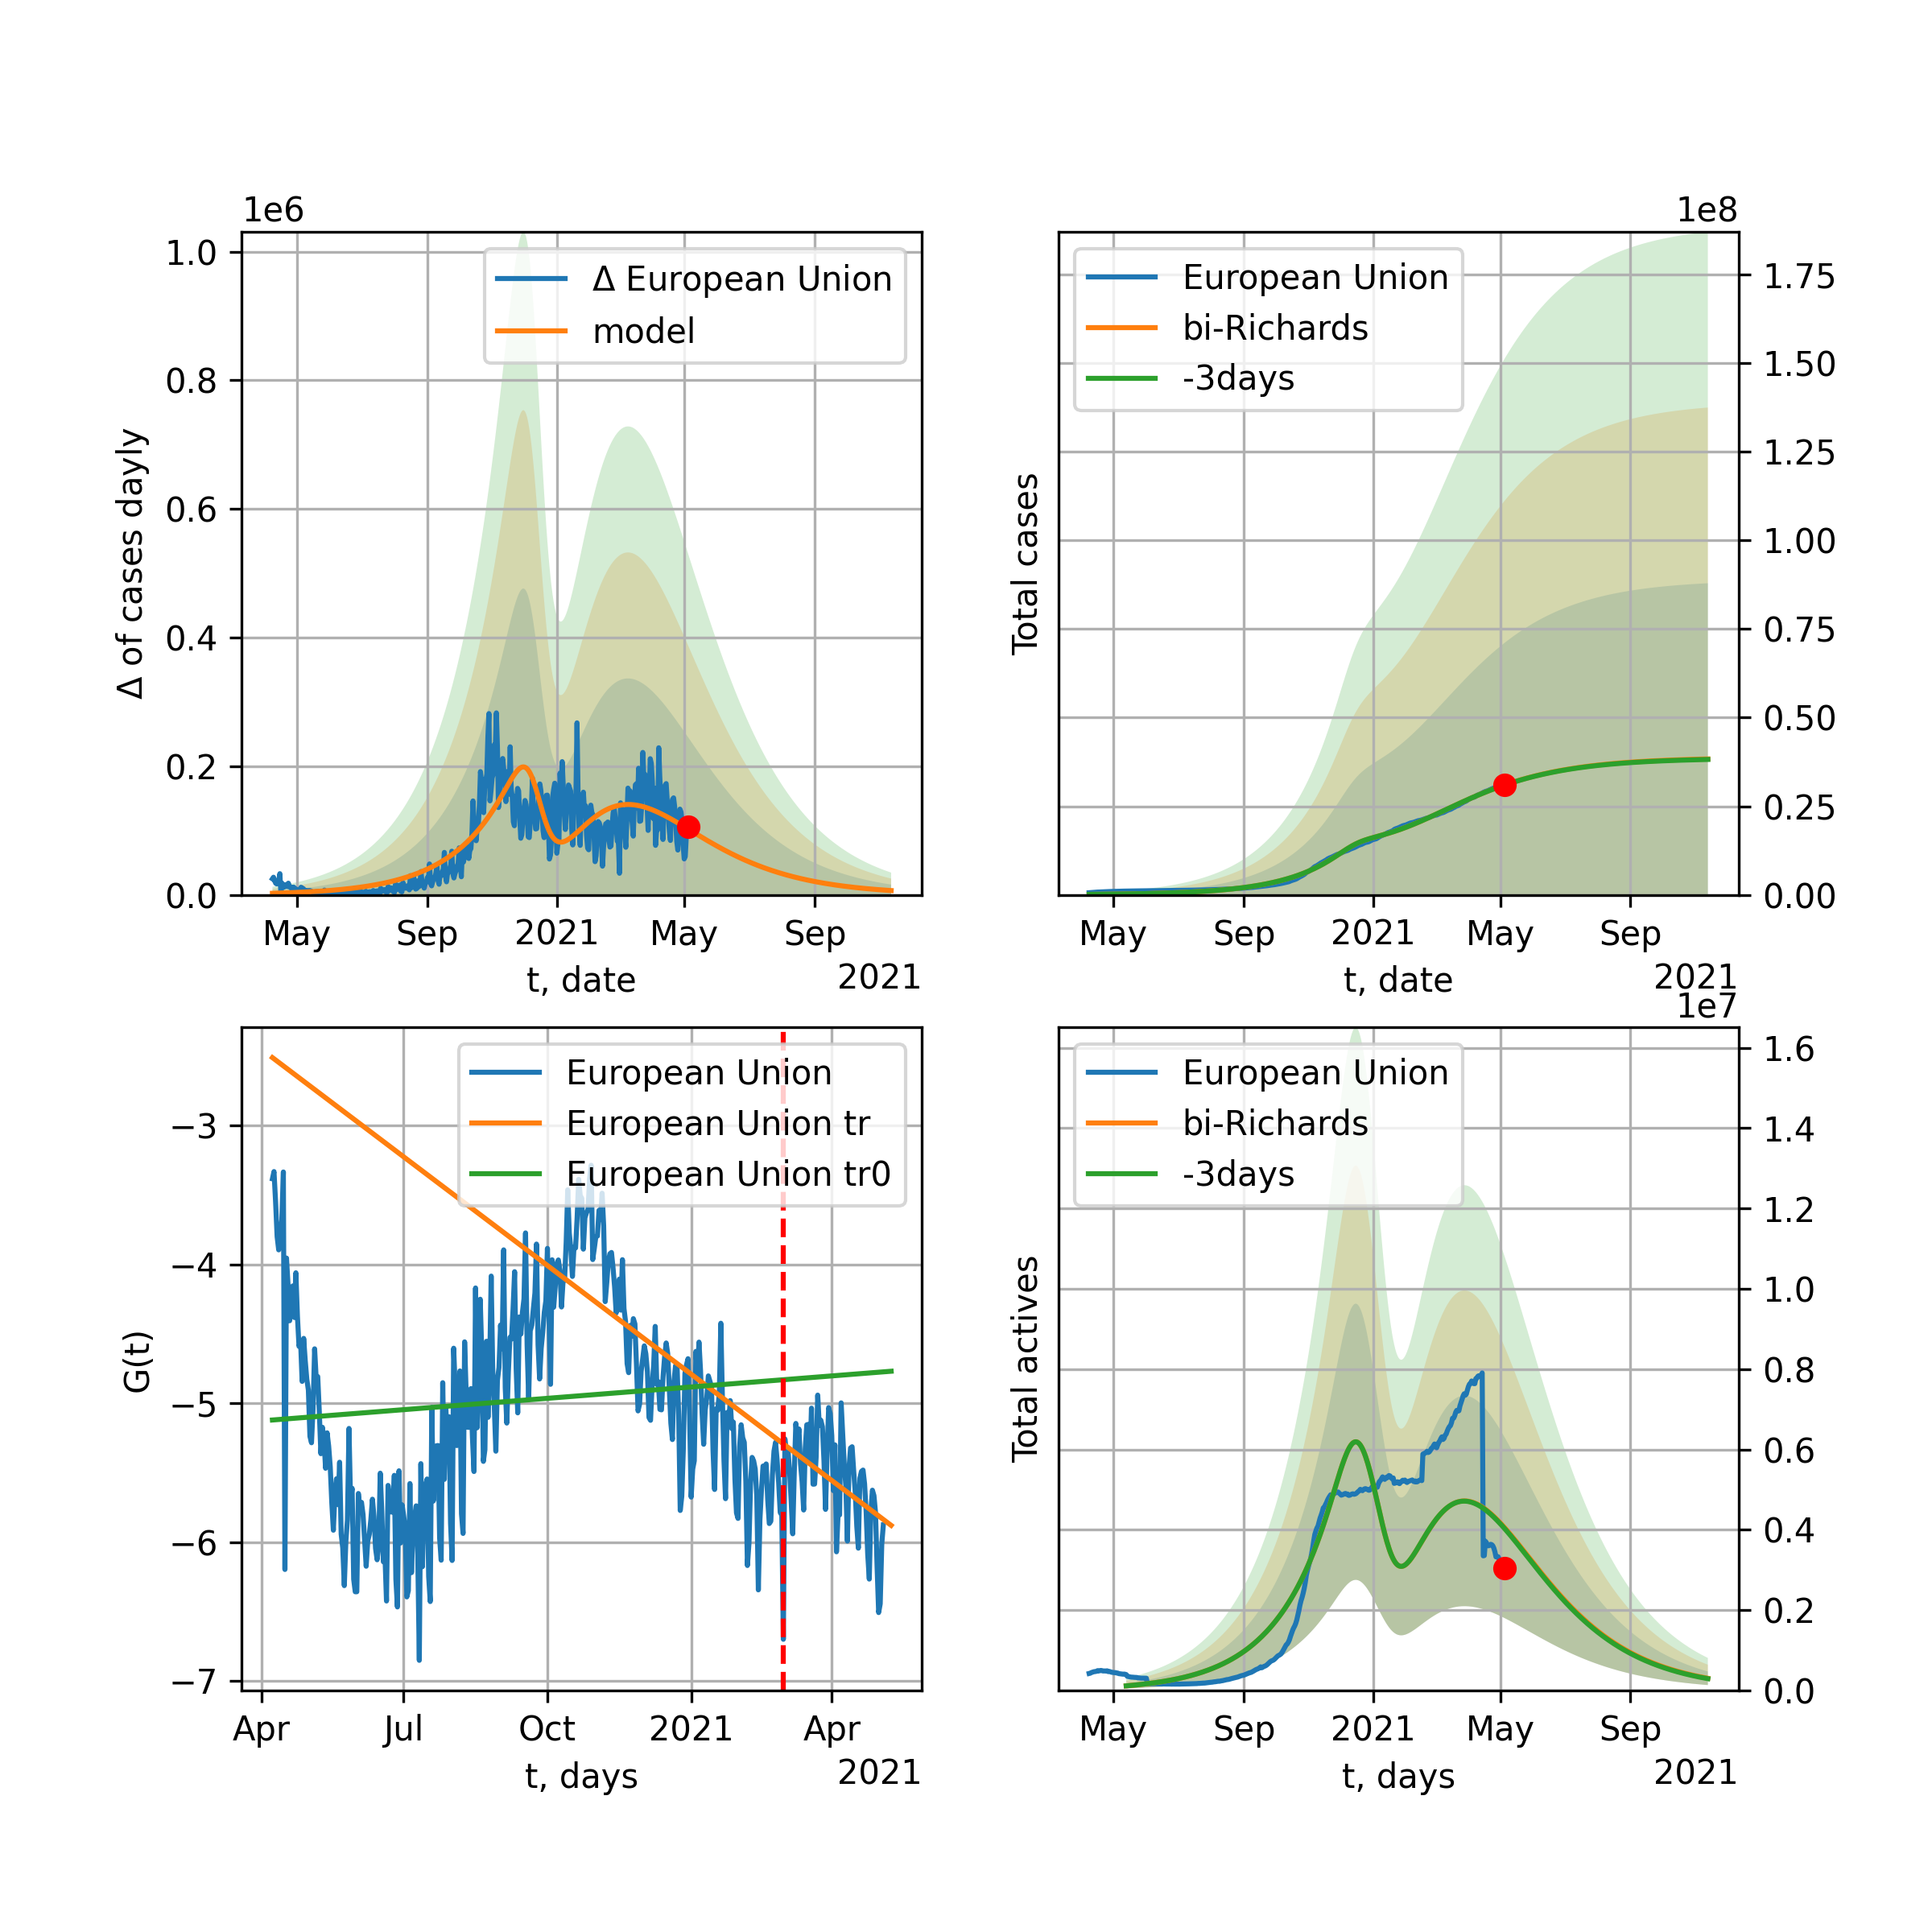 1e6
1.0
0.8
0.6
0.4
0.2
0.0
Δ of cases dayly
Δ European Union
model
May Sep 2021 May Sep
t, date
2021
1e8
Total cases
European Union
bi-Richards
-3days
1.75
1.50
1.25
1.00
0.75
0.50
0.25
0.00
May Sep 2021 May Sep
t, date
2021
G(t)
−3
−4
−5
−6
−7
European Union
European Union tr
European Union tr0
Apr Jul Oct 2021 Apr
t, days
2021
1e7
Total actives
European Union
bi-Richards
-3days
1.6
1.4
1.2
1.0
0.8
0.6
0.4
0.2
0.0
May Sep 2021 May Sep
t, days
2021